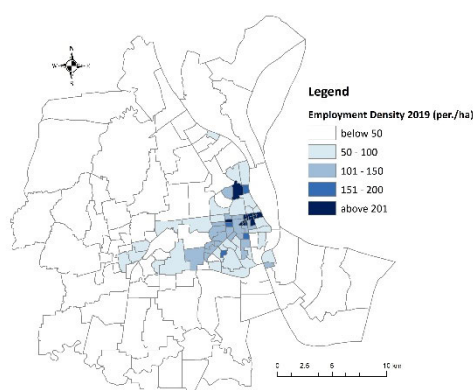 N
W E
S
Legend
Employment Density 2019 (per./ha)
below 50
50 - 100
101 - 150
151 - 200
above 201
0 2.5 5 10 km